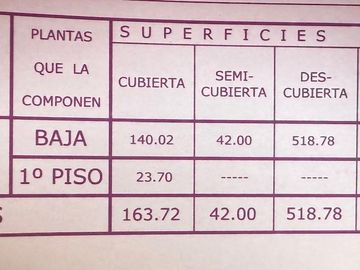 PLANTAS QUE LA COMPONEN
SUPERFICIES
CUBIERTA SEMI-CUBIERTA DES-CUBIERTA
BAJA 140.02 42.00 518.78
1º PISO 23.70 ----- -----
S 163.72 42.00 518.78